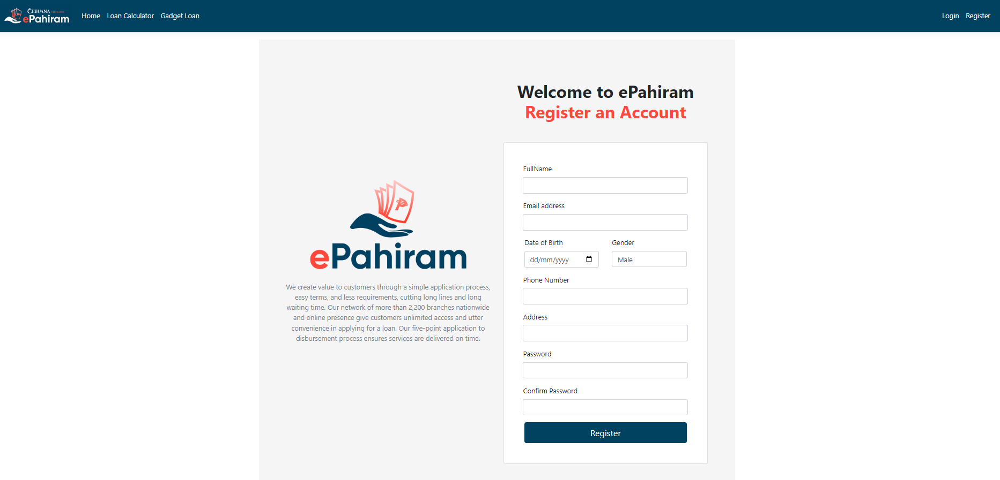 CEBUANA
ePahiram
Home
Loan Calculator
Gadget Loan
Login
Register
Welcome to ePahiram
Register an Account
FullName
Email address
Date of Birth
Gender
dd/mm/yyyy
Male
Phone Number
Address
Password
Confirm Password
Register
ePahiram
We create value to customers through a simple application process,
easy terms, and less requirements, cutting long lines and long
waiting time. Our network of more than 2,200 branches nationwide
and online presence give customers unlimited access and utter
convenience in applying for a loan. Our five-point application to
disbursement process ensures services are delivered on time.